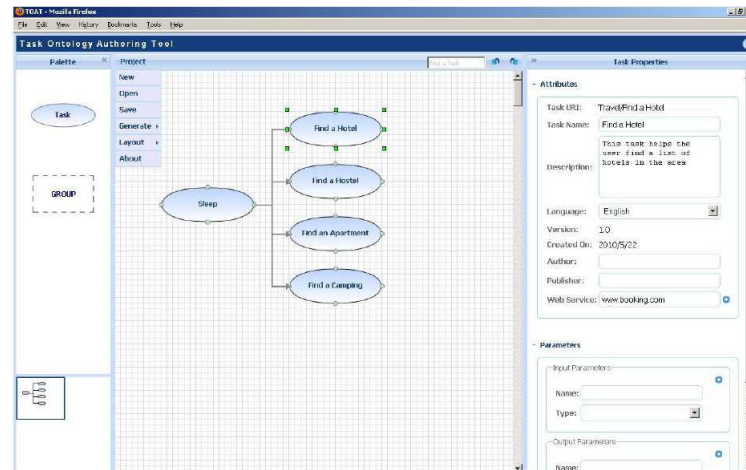 TOAT - Mozilla Firefox
File Edit View History Bookmarks Tools Help
Task Ontology Authoring Tool
Palette
Project
Find a Task
Task Properties
New
Open
Save
Generate
Layout
About
Task
GROUP
Sleep
Find a Hotel
Find a Hostel
Find an Apartment
Find a Camping
Attributes
Task URI: Travel/Find a Hotel
Task Name: Find a Hotel
Description: This task helps the
user find a list of
hotels in the area
Language: English
Version: 1.0
Created On: 2010/5/22
Author:
Publisher:
Web Service: www.booking.com
Parameters
Input Parameters
Name:
Type:
Output Parameters
Name: